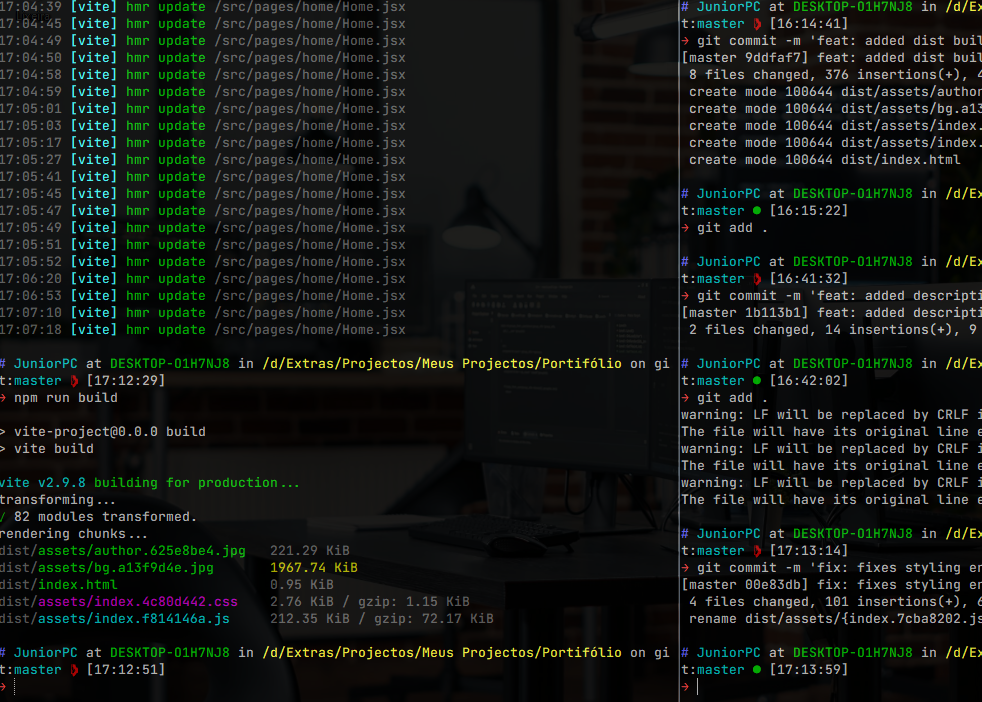 17:04:39 [vite] hmr update /src/pages/home/Home.jsx
17:04:45 [vite] hmr update /src/pages/home/Home.jsx
17:04:49 [vite] hmr update /src/pages/home/Home.jsx
17:04:50 [vite] hmr update /src/pages/home/Home.jsx
17:04:58 [vite] hmr update /src/pages/home/Home.jsx
17:04:59 [vite] hmr update /src/pages/home/Home.jsx
17:05:01 [vite] hmr update /src/pages/home/Home.jsx
17:05:03 [vite] hmr update /src/pages/home/Home.jsx
17:05:17 [vite] hmr update /src/pages/home/Home.jsx
17:05:27 [vite] hmr update /src/pages/home/Home.jsx
17:05:41 [vite] hmr update /src/pages/home/Home.jsx
17:05:45 [vite] hmr update /src/pages/home/Home.jsx
17:05:47 [vite] hmr update /src/pages/home/Home.jsx
17:05:49 [vite] hmr update /src/pages/home/Home.jsx
17:05:51 [vite] hmr update /src/pages/home/Home.jsx
17:05:52 [vite] hmr update /src/pages/home/Home.jsx
17:06:20 [vite] hmr update /src/pages/home/Home.jsx
17:06:53 [vite] hmr update /src/pages/home/Home.jsx
17:07:10 [vite] hmr update /src/pages/home/Home.jsx
17:07:18 [vite] hmr update /src/pages/home/Home.jsx
# JuniorPC at DESKTOP-O1H7NJ8 in /d/Extras/Projectos/Meus Projectos/Portifólio on gi
t:master [17:12:29]
→ npm run build
> vite-project@0.0.0 build
> vite build
vite v2.9.8 building for production...
transforming...
✓ 82 modules transformed.
rendering chunks...
dist/assets/author.625e8be4.jpg 221.29 KiB
dist/assets/bg.a13f9d4e.jpg 1967.74 KiB
dist/index.html 0.95 KiB
dist/assets/index.4c80d442.css 2.76 KiB / gzip: 1.15 KiB
dist/assets/index.f814146a.js 212.35 KiB / gzip: 72.17 KiB
# JuniorPC at DESKTOP-O1H7NJ8 in /d/Extras/Projectos/Meus Projectos/Portifólio on gi
t:master [17:12:51]
→
# JuniorPC at DESKTOP-O1H7NJ8 in /d/Ex
t:master [16:14:41]
→ git commit -m 'feat: added dist buil
[master 9ddfaf7] feat: added dist buil
8 files changed, 376 insertions(+), 4
create mode 100644 dist/assets/author
create mode 100644 dist/assets/bg.a13
create mode 100644 dist/assets/index.
create mode 100644 dist/assets/index.
create mode 100644 dist/index.html
# JuniorPC at DESKTOP-O1H7NJ8 in /d/Ex
t:master ● [16:15:22]
→ git add .
# JuniorPC at DESKTOP-O1H7NJ8 in /d/Ex
t:master [16:41:32]
→ git commit -m 'feat: added descripti
[master 1b113b1] feat: added descripti
2 files changed, 14 insertions(+), 9
# JuniorPC at DESKTOP-O1H7NJ8 in /d/Ex
t:master ● [16:42:02]
→ git add .
warning: LF will be replaced by CRLF i
The file will have its original line e
warning: LF will be replaced by CRLF i
The file will have its original line e
warning: LF will be replaced by CRLF i
The file will have its original line e
# JuniorPC at DESKTOP-O1H7NJ8 in /d/Ex
t:master [17:13:14]
→ git commit -m 'fix: fixes styling er
[master 00e83db] fix: fixes styling er
4 files changed, 101 insertions(+), 6
rename dist/assets/{index.7cba8202.js
# JuniorPC at DESKTOP-O1H7NJ8 in /d/Ex
t:master ● [17:13:59]
→